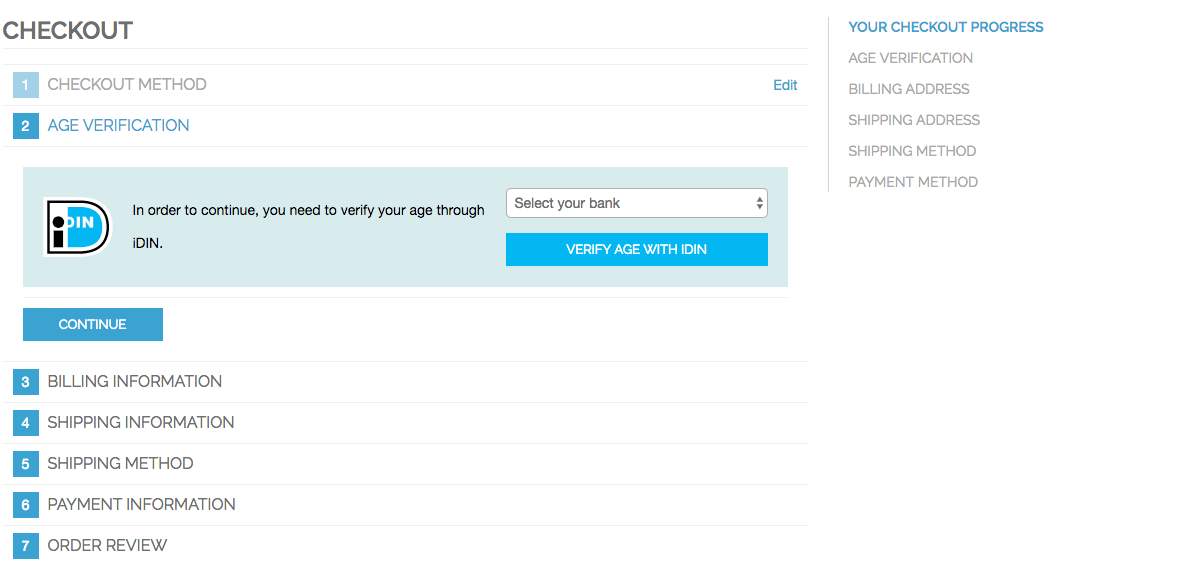 CHECKOUT
1 CHECKOUT METHOD Edit
2 AGE VERIFICATION
iDIN
In order to continue, you need to verify your age through
iDIN.
Select your bank
VERIFY AGE WITH IDIN
CONTINUE
3 BILLING INFORMATION
4 SHIPPING INFORMATION
5 SHIPPING METHOD
6 PAYMENT INFORMATION
7 ORDER REVIEW
YOUR CHECKOUT PROGRESS
AGE VERIFICATION
BILLING ADDRESS
SHIPPING ADDRESS
SHIPPING METHOD
PAYMENT METHOD